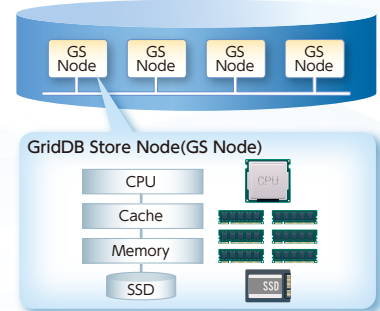 GS
Node
GS
Node
GS
Node
GS
Node
GridDB Store Node(GS Node)
CPU
CPU
Cache
Memory
SSD
SSD